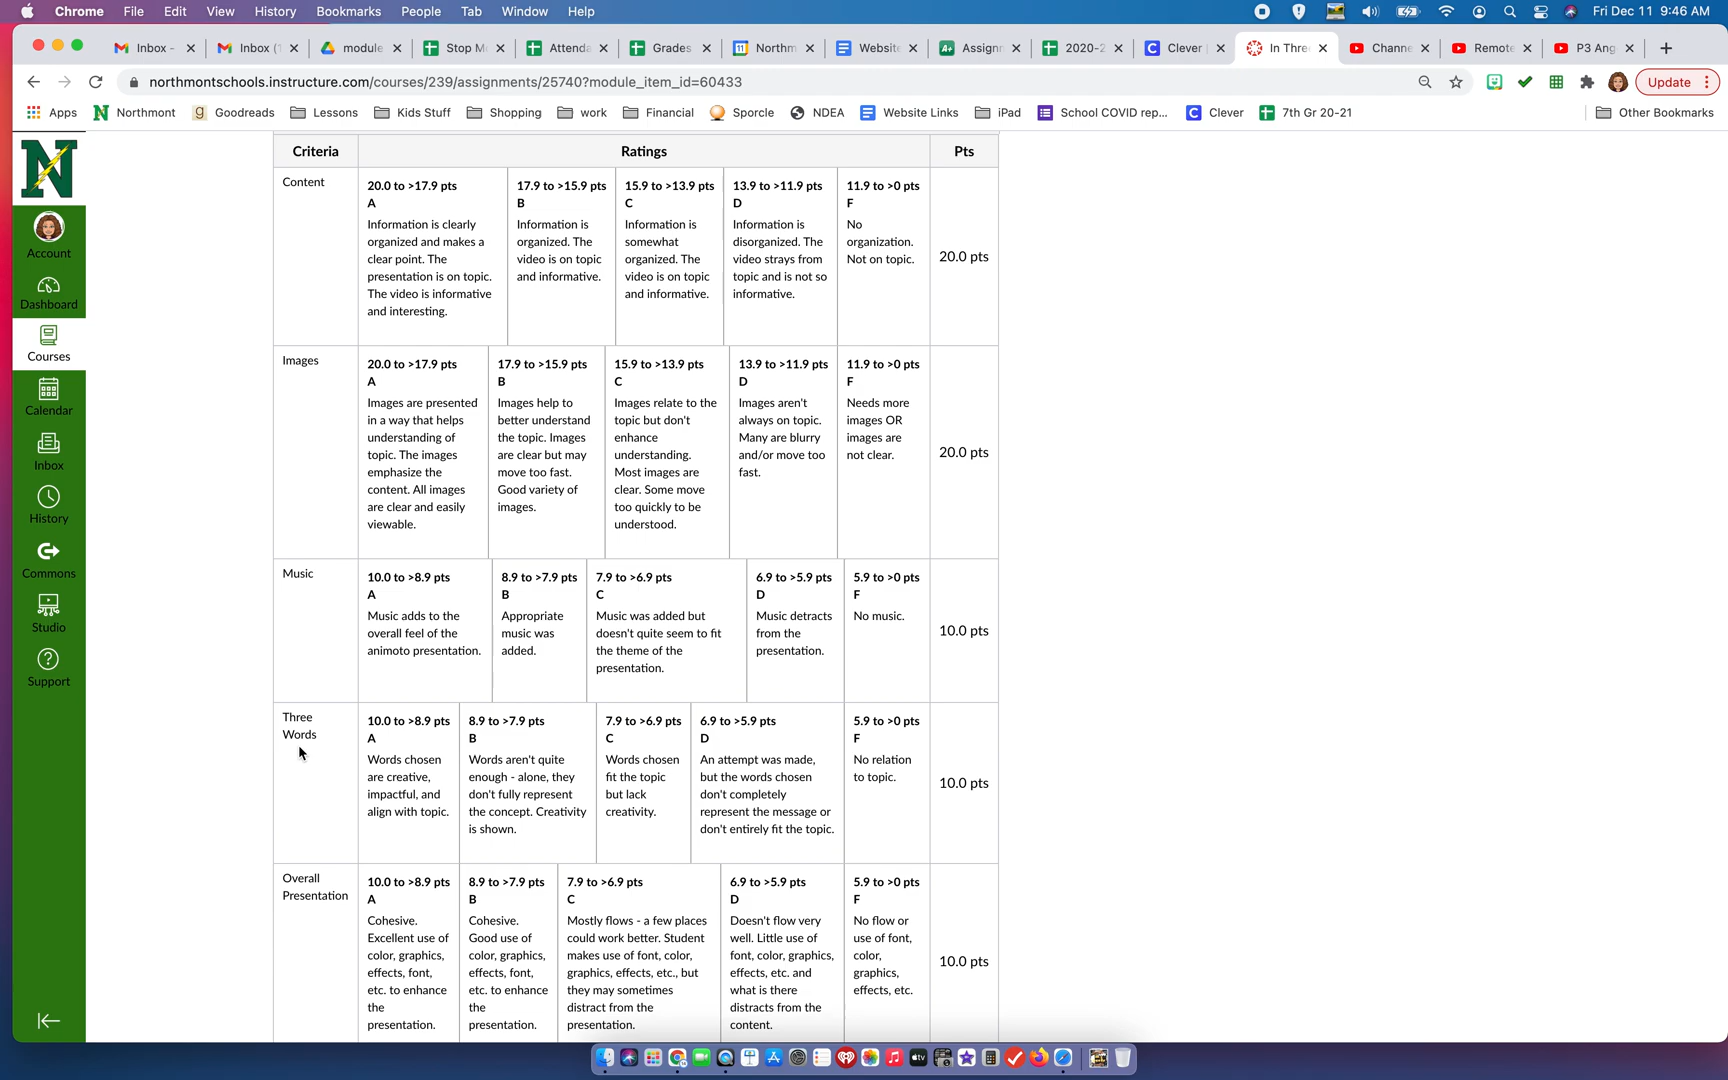 Chrome File Edit View History Bookmarks People Tab Window Help Fri Dec 11 9:46 AM
Inbox - Inbox (1 module Stop M Attenda Grades Northm Website Assignm 2020-2 Clever In Three Channe Remote P3 Ang
northmontschools.instructure.com/courses/239/assignments/25740?module_item_id=60433 Update
Apps Northmont Goodreads Lessons Kids Stuff Shopping work Financial Sporcle NDEA Website Links iPad School COVID rep... Clever 7th Gr 20-21 Other Bookmarks
N
Account
Dashboard
Courses
Calendar
Inbox
History
Commons
Studio
Support
Criteria Ratings Pts
Content
20.0 to >17.9 pts
A
Information is clearly
organized and makes a
clear point. The
presentation is on topic.
The video is informative
and interesting.
17.9 to >15.9 pts
B
Information is
organized. The
video is on topic
and informative.
15.9 to >13.9 pts
C
Information is
somewhat
organized. The
video is on topic
and informative.
13.9 to >11.9 pts
D
Information is
disorganized. The
video strays from
topic and is not so
informative.
11.9 to >0 pts
F
No
organization.
Not on topic.
20.0 pts
Images
20.0 to >17.9 pts
A
Images are presented
in a way that helps
understanding of
topic. The images
emphasize the
content. All images
are clear and easily
viewable.
17.9 to >15.9 pts
B
Images help to
better understand
the topic. Images
are clear but may
move too fast.
Good variety of
images.
15.9 to >13.9 pts
C
Images relate to the
topic but don't
enhance
understanding.
Most images are
clear. Some move
too quickly to be
understood.
13.9 to >11.9 pts
D
Images aren't
always on topic.
Many are blurry
and/or move too
fast.
11.9 to >0 pts
F
Needs more
images OR
images are
not clear.
20.0 pts
Music
10.0 to >8.9 pts
A
Music adds to the
overall feel of the
animoto presentation.
8.9 to >7.9 pts
B
Appropriate
music was
added.
7.9 to >6.9 pts
C
Music was added but
doesn't quite seem to fit
the theme of the
presentation.
6.9 to >5.9 pts
D
Music detracts
from the
presentation.
5.9 to >0 pts
F
No music.
10.0 pts
Three
Words
10.0 to >8.9 pts
A
Words chosen
are creative,
impactful, and
align with topic.
8.9 to >7.9 pts
B
Words aren't quite
enough - alone, they
don't fully represent
the concept. Creativity
is shown.
7.9 to >6.9 pts
C
Words chosen
fit the topic
but lack
creativity.
6.9 to >5.9 pts
D
An attempt was made,
but the words chosen
don't completely
represent the message or
don't entirely fit the topic.
5.9 to >0 pts
F
No relation
to topic.
10.0 pts
Overall
Presentation
10.0 to >8.9 pts
A
Cohesive.
Excellent use of
color, graphics,
effects, font,
etc. to enhance
the
presentation.
8.9 to >7.9 pts
B
Cohesive.
Good use of
color, graphics,
effects, font,
etc. to enhance
the
presentation.
7.9 to >6.9 pts
C
Mostly flows - a few places
could work better. Student
makes use of font, color,
graphics, effects, etc., but
they may sometimes
distract from the
presentation.
6.9 to >5.9 pts
D
Doesn't flow very
well. Little use of
font, color, graphics,
effects, etc. and
what is there
distracts from the
content.
5.9 to >0 pts
F
No flow or
use of font,
color,
graphics,
effects, etc.
10.0 pts